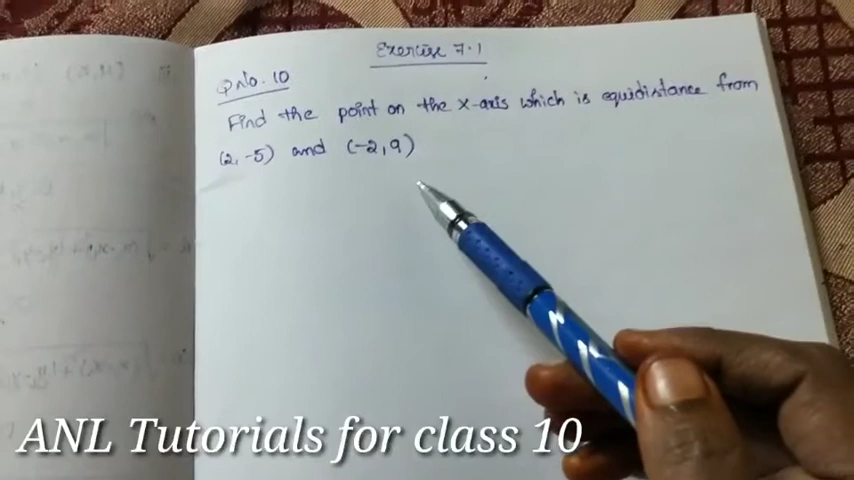 Exercise 7.1
Q No. 10
Find the point on the x-axis which is equidistance from
(2, -5) and (-2, 9)
ANL Tutorials for class 10